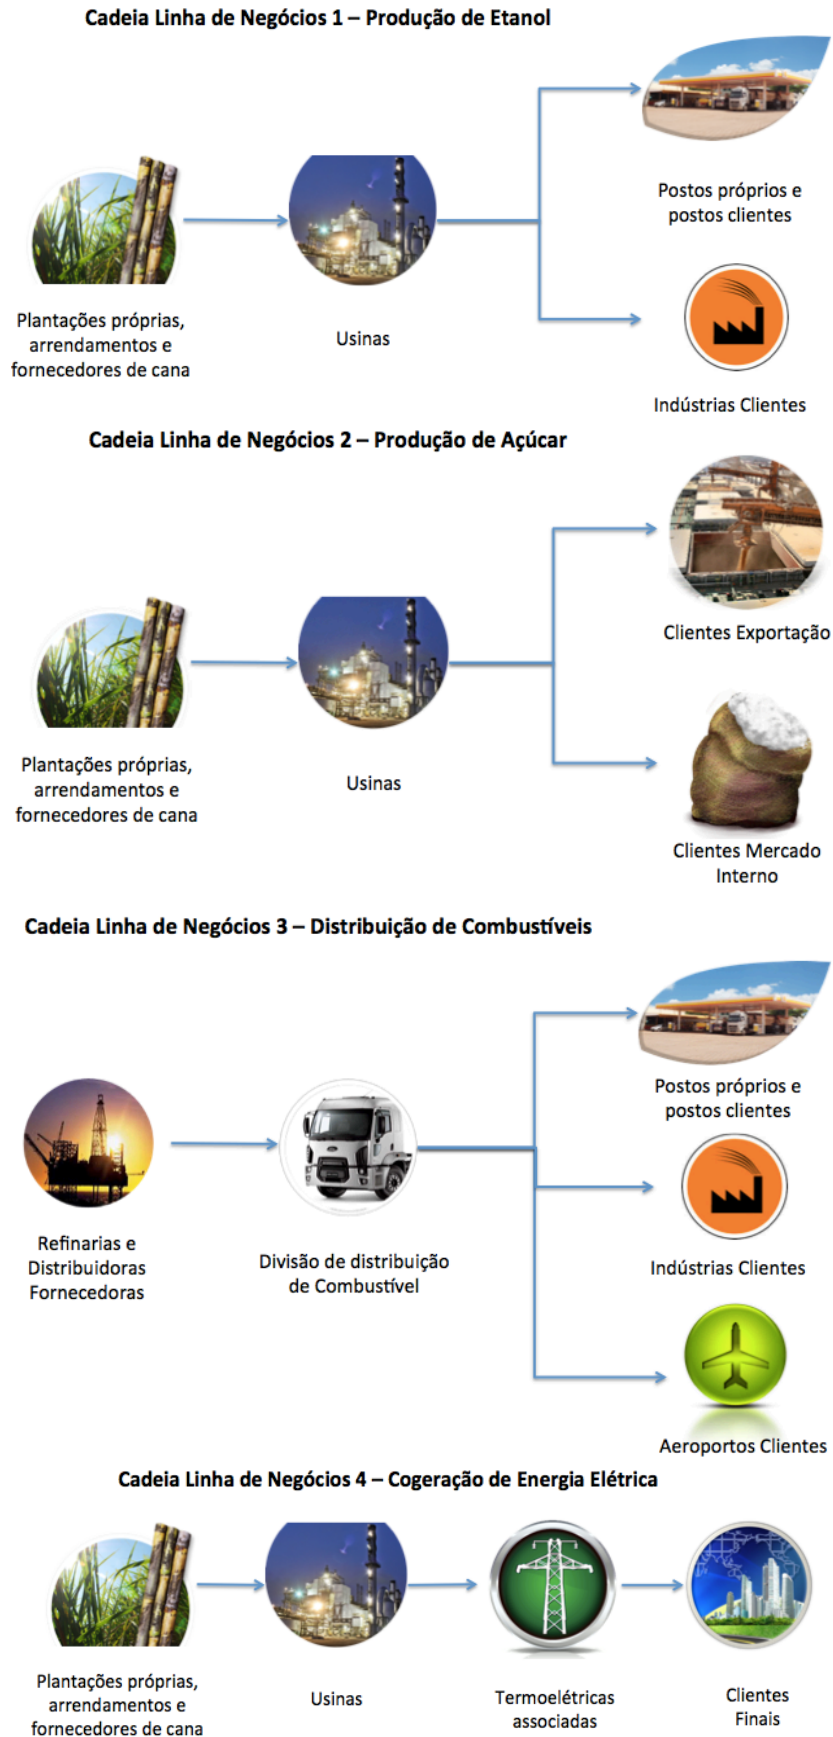 Cadeia Linha de Negócios 1 – Produção de Etanol
Postos próprios e
postos clientes
Plantações próprias,
arrendamentos e
fornecedores de cana
Usinas
Indústrias Clientes
Cadeia Linha de Negócios 2 – Produção de Açúcar
Clientes Exportação
Plantações próprias,
arrendamentos e
fornecedores de cana
Usinas
Clientes Mercado
Interno
Cadeia Linha de Negócios 3 – Distribuição de Combustíveis
Postos próprios e
postos clientes
Refinarias e
Distribuidoras
Fornecedoras
Divisão de distribuição
de Combustível
Indústrias Clientes
Aeroportos Clientes
Cadeia Linha de Negócios 4 – Cogeração de Energia Elétrica
Plantações próprias,
arrendamentos e
fornecedores de cana
Usinas
Termoelétricas
associadas
Clientes
Finais